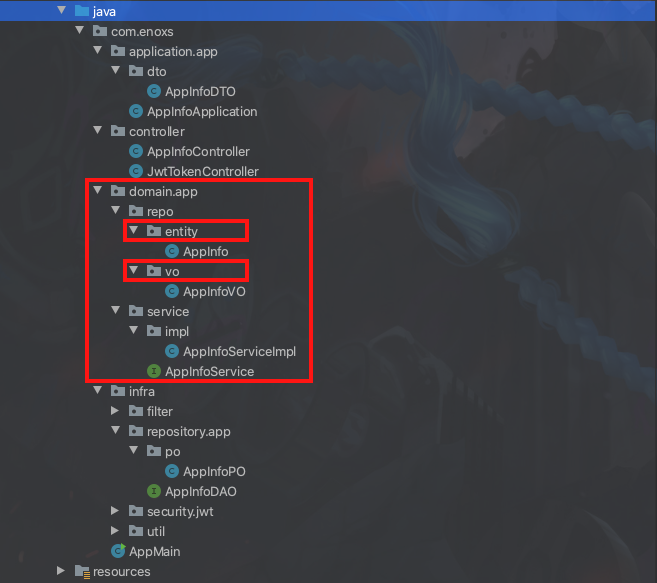 java
com.enoxs
application.app
dto
AppInfoDTO
AppInfoApplication
controller
AppInfoController
JwtTokenController
domain.app
repo
entity
AppInfo
vo
AppInfoVO
service
impl
AppInfoServiceImpl
AppInfoService
infra
filter
repository.app
po
AppInfoPO
AppInfoDAO
security.jwt
util
AppMain
resources